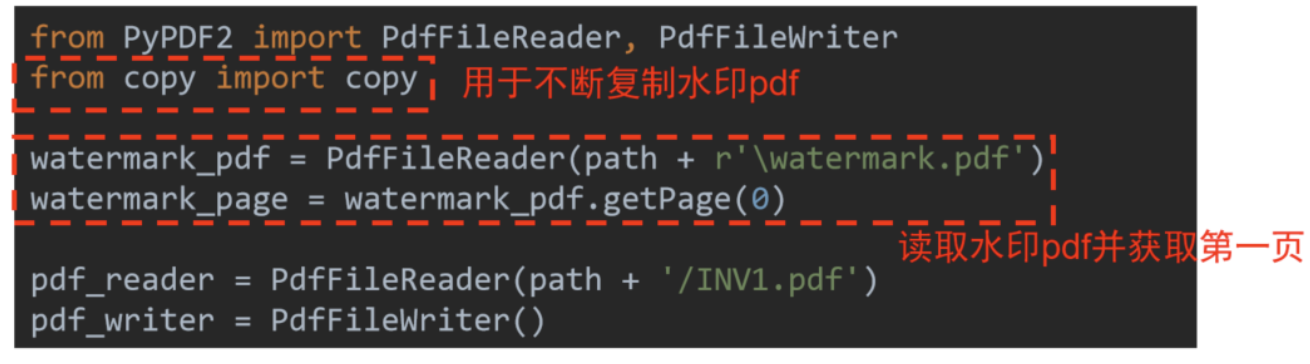 from PyPDF2 import PdfFileReader, PdfFileWriter
from copy import copy 用于不断复制水印pdf
watermark_pdf = PdfFileReader(path + r'\watermark.pdf')
watermark_page = watermark_pdf.getPage(0)
读取水印pdf并获取第一页
pdf_reader = PdfFileReader(path + '/INV1.pdf')
pdf_writer = PdfFileWriter()